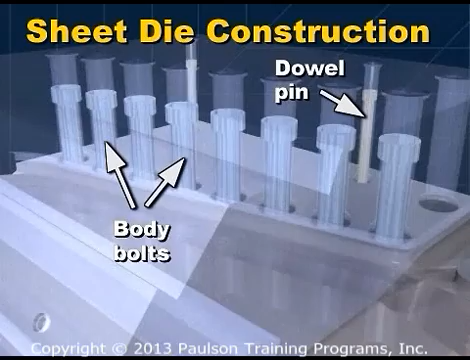 Sheet Die Construction
Dowel
pin
Body
bolts
Copyright © 2013 Paulson Training Programs, Inc.